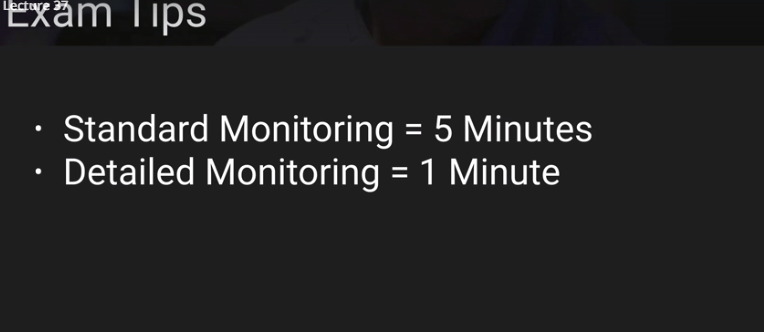 Lecture 37
Exam Tips
• Standard Monitoring = 5 Minutes
• Detailed Monitoring = 1 Minute